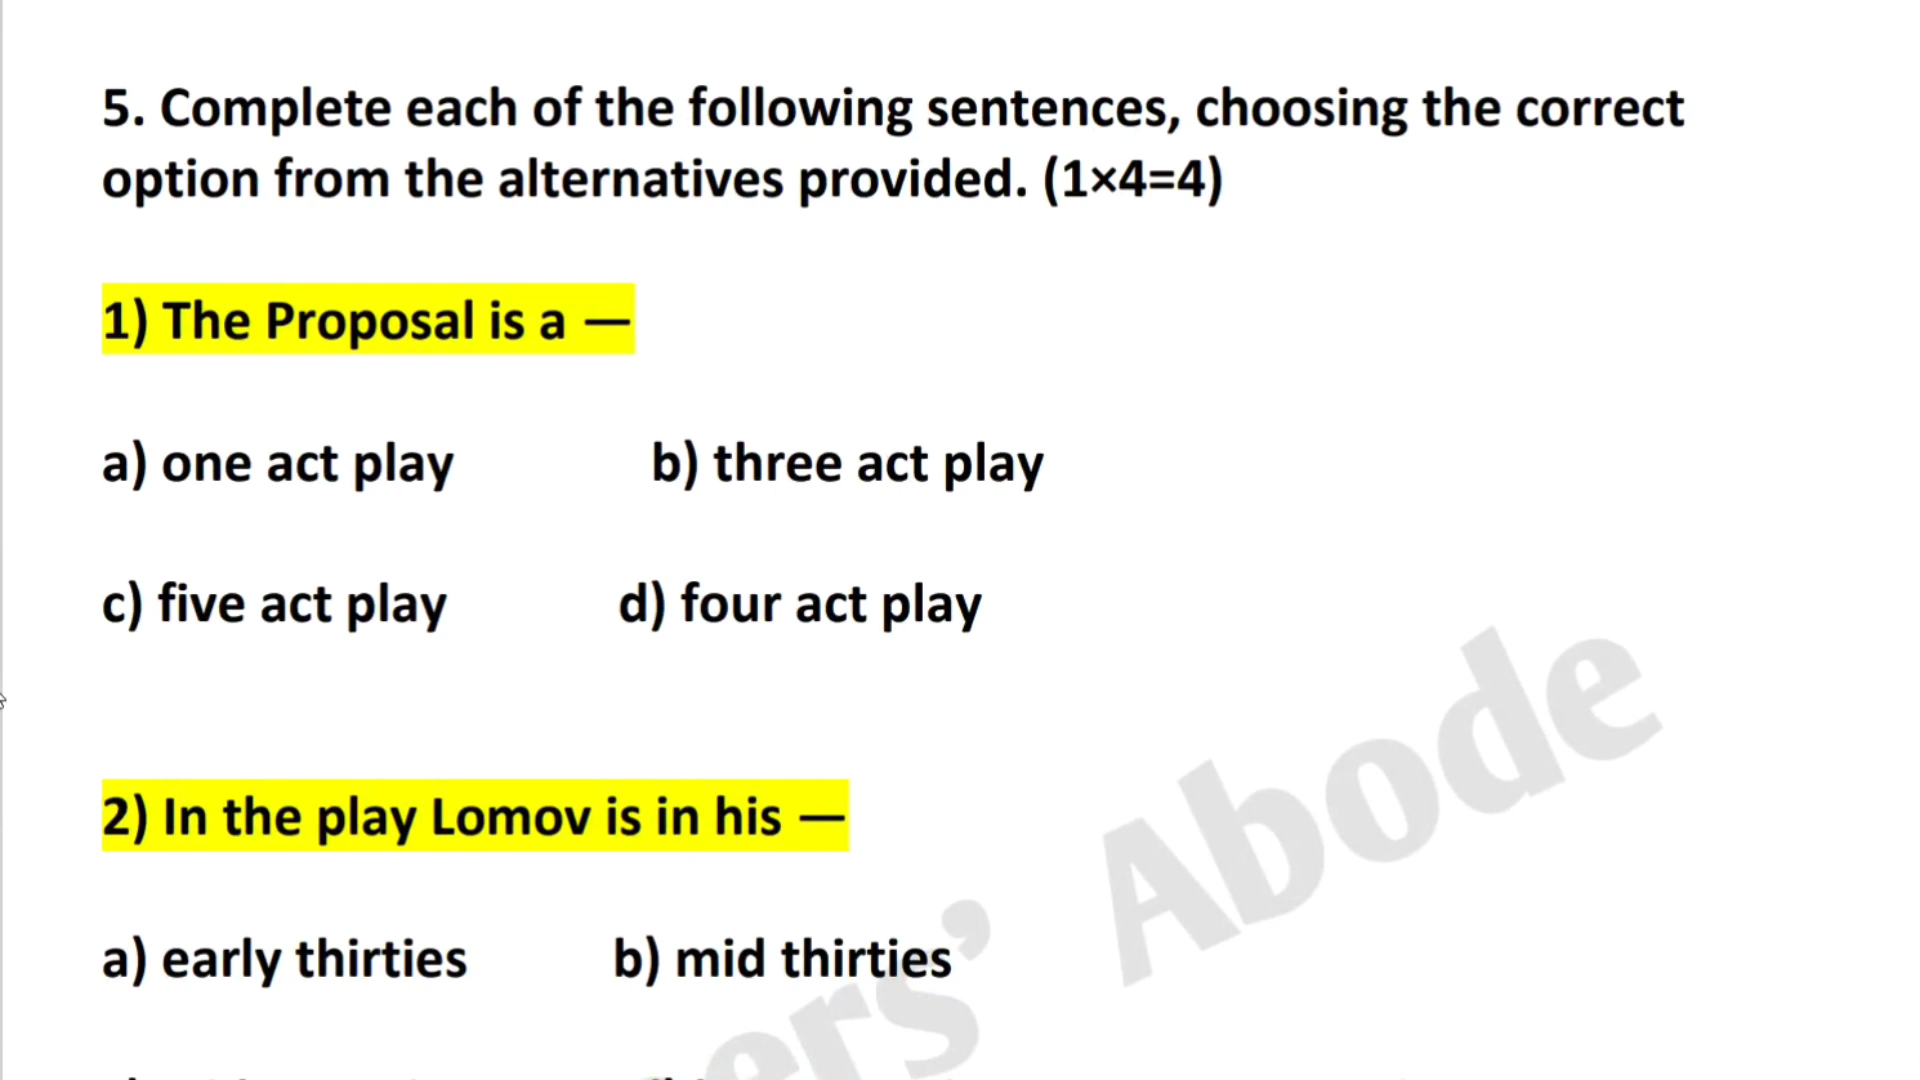 5. Complete each of the following sentences, choosing the correct
option from the alternatives provided. (1×4=4)
1) The Proposal is a —
a) one act play b) three act play
c) five act play d) four act play
2) In the play Lomov is in his —
a) early thirties b) mid thirties
ers’ Abode